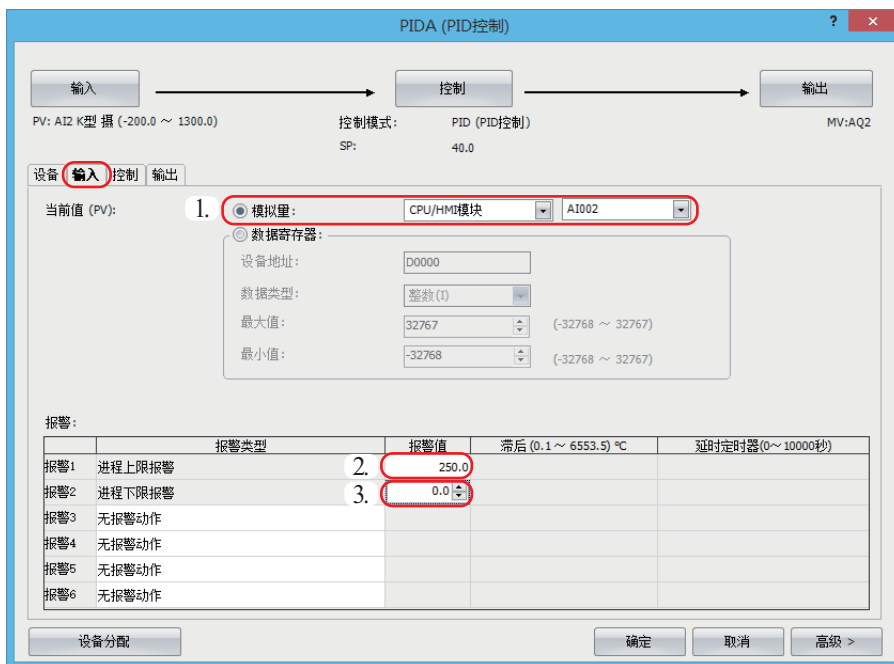 PIDA (PID控制)
? ×
输入 控制 输出
PV: AI2 K型 摄 (-200.0 ～ 1300.0) 控制模式: PID (PID控制) MV:AQ2
SP: 40.0
设备 输入 控制 输出
当前值 (PV): 1. 模拟量: CPU/HMI模块 AI002
数据寄存器:
设备地址: D0000
数据类型: 整数(I)
最大值: 32767 (-32768 ～ 32767)
最小值: -32768 (-32768 ～ 32767)
报警:
报警类型 报警值 滞后 (0.1～ 6553.5) ℃ 延时定时器(0～10000秒)
报警1 进程上限报警 2. 250.0
报警2 进程下限报警 3. 0.0
报警3 无报警动作
报警4 无报警动作
报警5 无报警动作
报警6 无报警动作
设备分配 确定 取消 高级 >